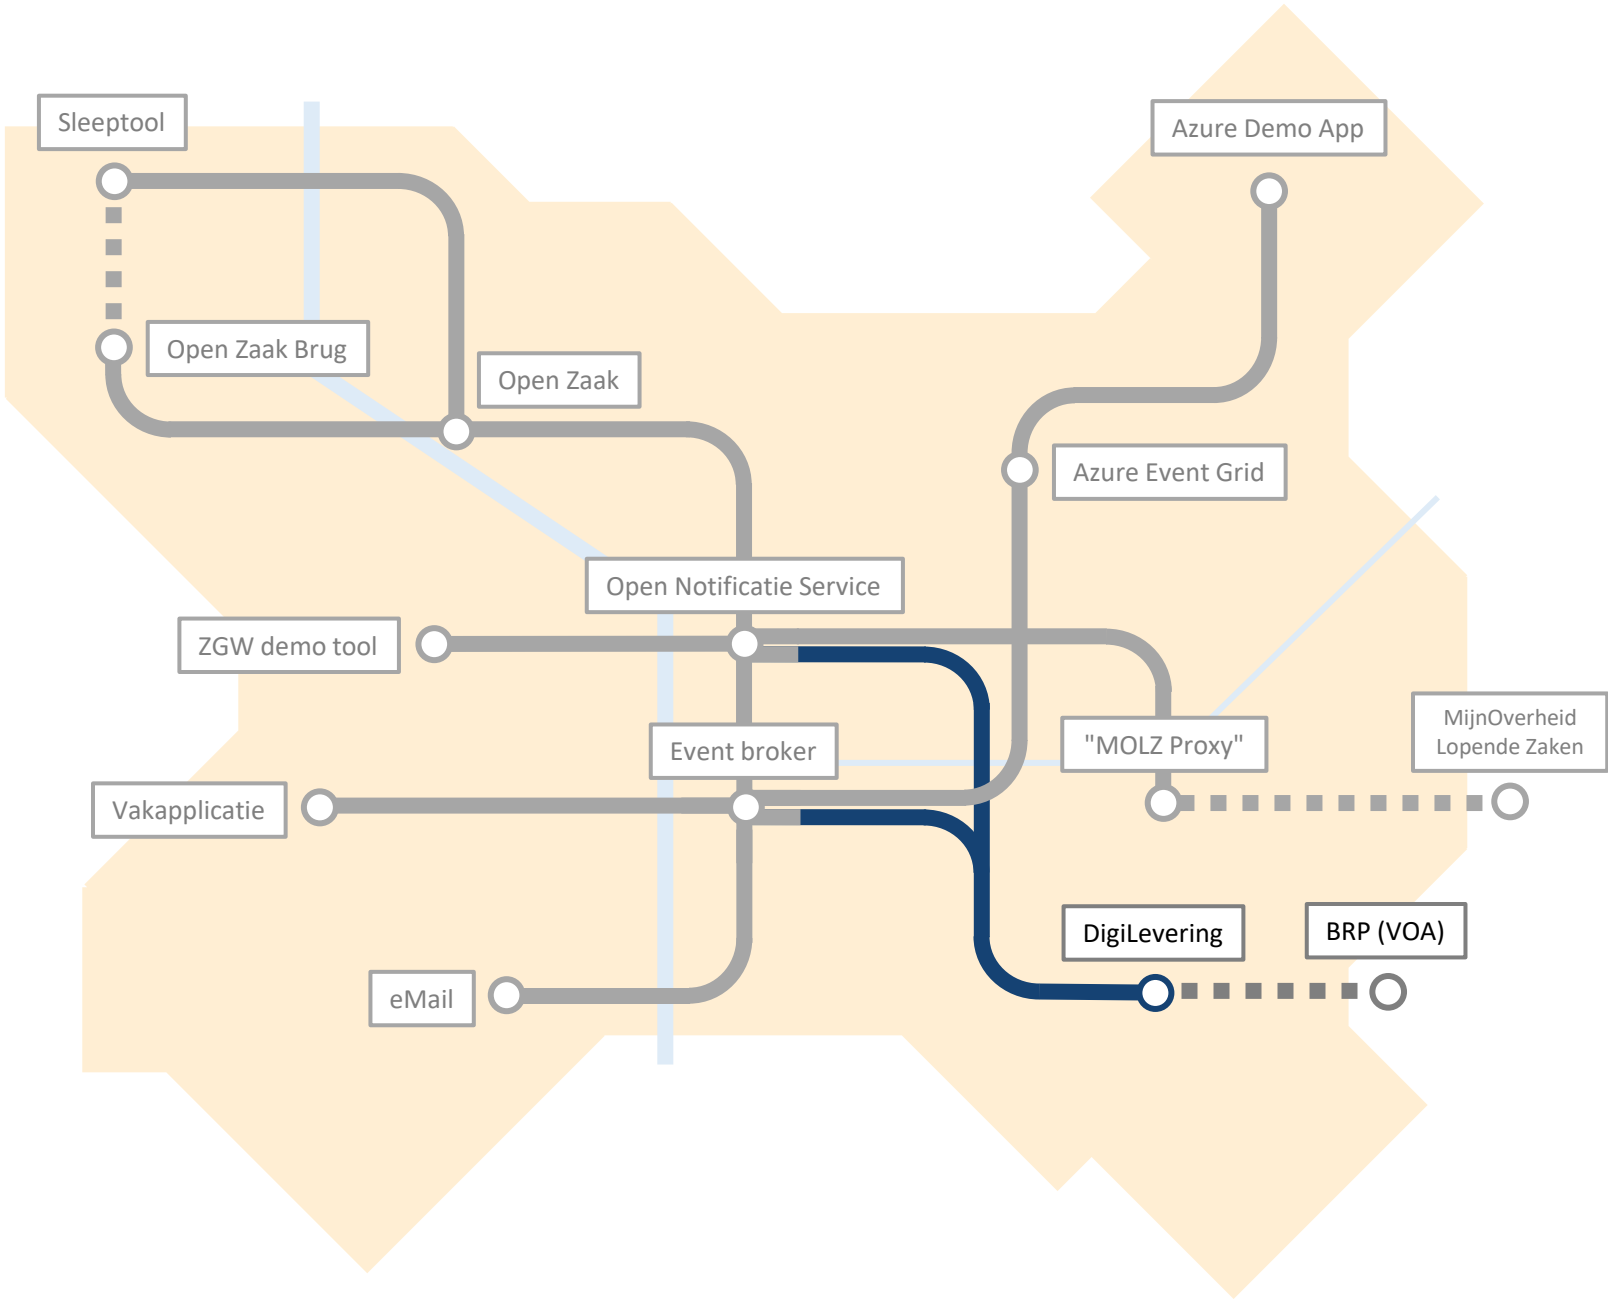 Sleeptool
Azure Demo App
Open Zaak Brug
Open Zaak
Azure Event Grid
Open Notificatie Service
ZGW demo tool
Event broker
"MOLZ Proxy"
MijnOverheid
Lopende Zaken
Vakapplicatie
DigiLevering
BRP (VOA)
eMail